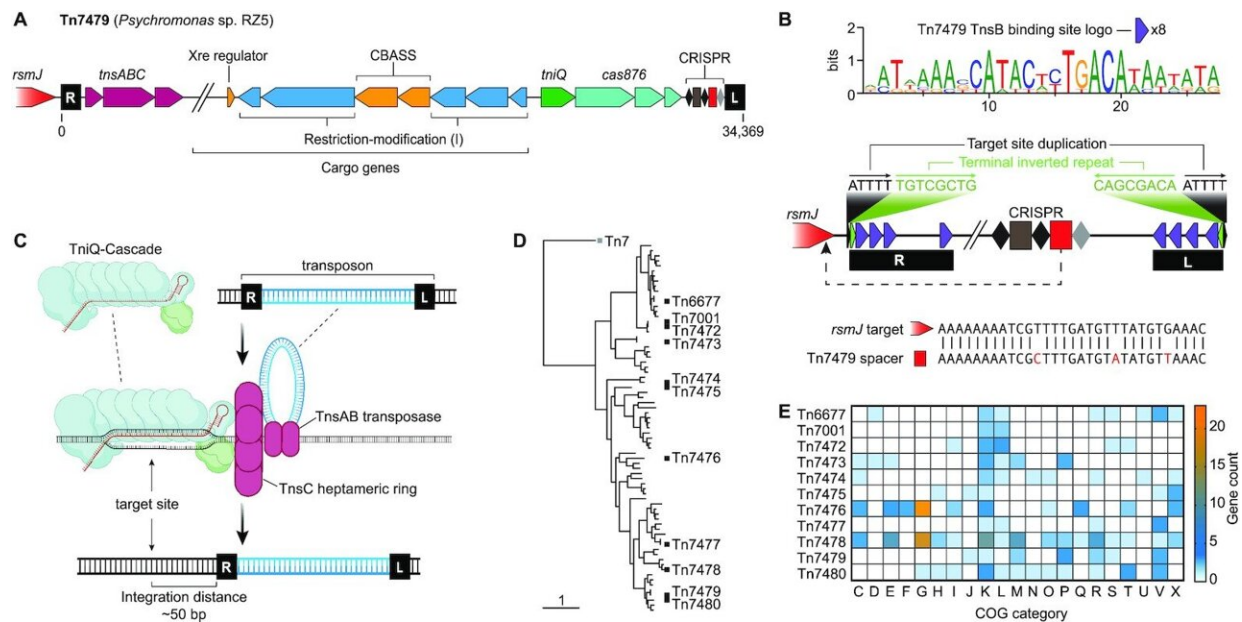 A
Tn7479 (Psychromonas sp. RZ5)
Xre regulator
CBASS
CRISPR
rsmJ
tnsABC
tniQ
cas876
R
L
0
34,369
Restriction-modification (I)
Cargo genes
B
Tn7479 TnsB binding site logo
x8
bits
2
1
0
10
20
Target site duplication
Terminal inverted repeat
ATTTT TGTCGCTG
CAGCGACA ATTTT
rsmJ
CRISPR
R
L
rsmJ target
AAAAAAAATCGTTTTGATGTTTATGTGAAAC
Tn7479 spacer
AAAAAAAATCGCTTTGATGTATATGTTAAAC
C
TniQ-Cascade
transposon
R
L
TnsAB transposase
TnsC heptameric ring
target site
R
L
Integration distance
~50 bp
D
Tn7
Tn6677
Tn7001
Tn7472
Tn7473
Tn7474
Tn7475
Tn7476
Tn7477
Tn7478
Tn7479
Tn7480
1
E
Tn6677
Tn7001
Tn7472
Tn7473
Tn7474
Tn7475
Tn7476
Tn7477
Tn7478
Tn7479
Tn7480
C D E F G H I J K L M N O P Q R S T U V X
COG category
20
15
10
5
0
Gene count